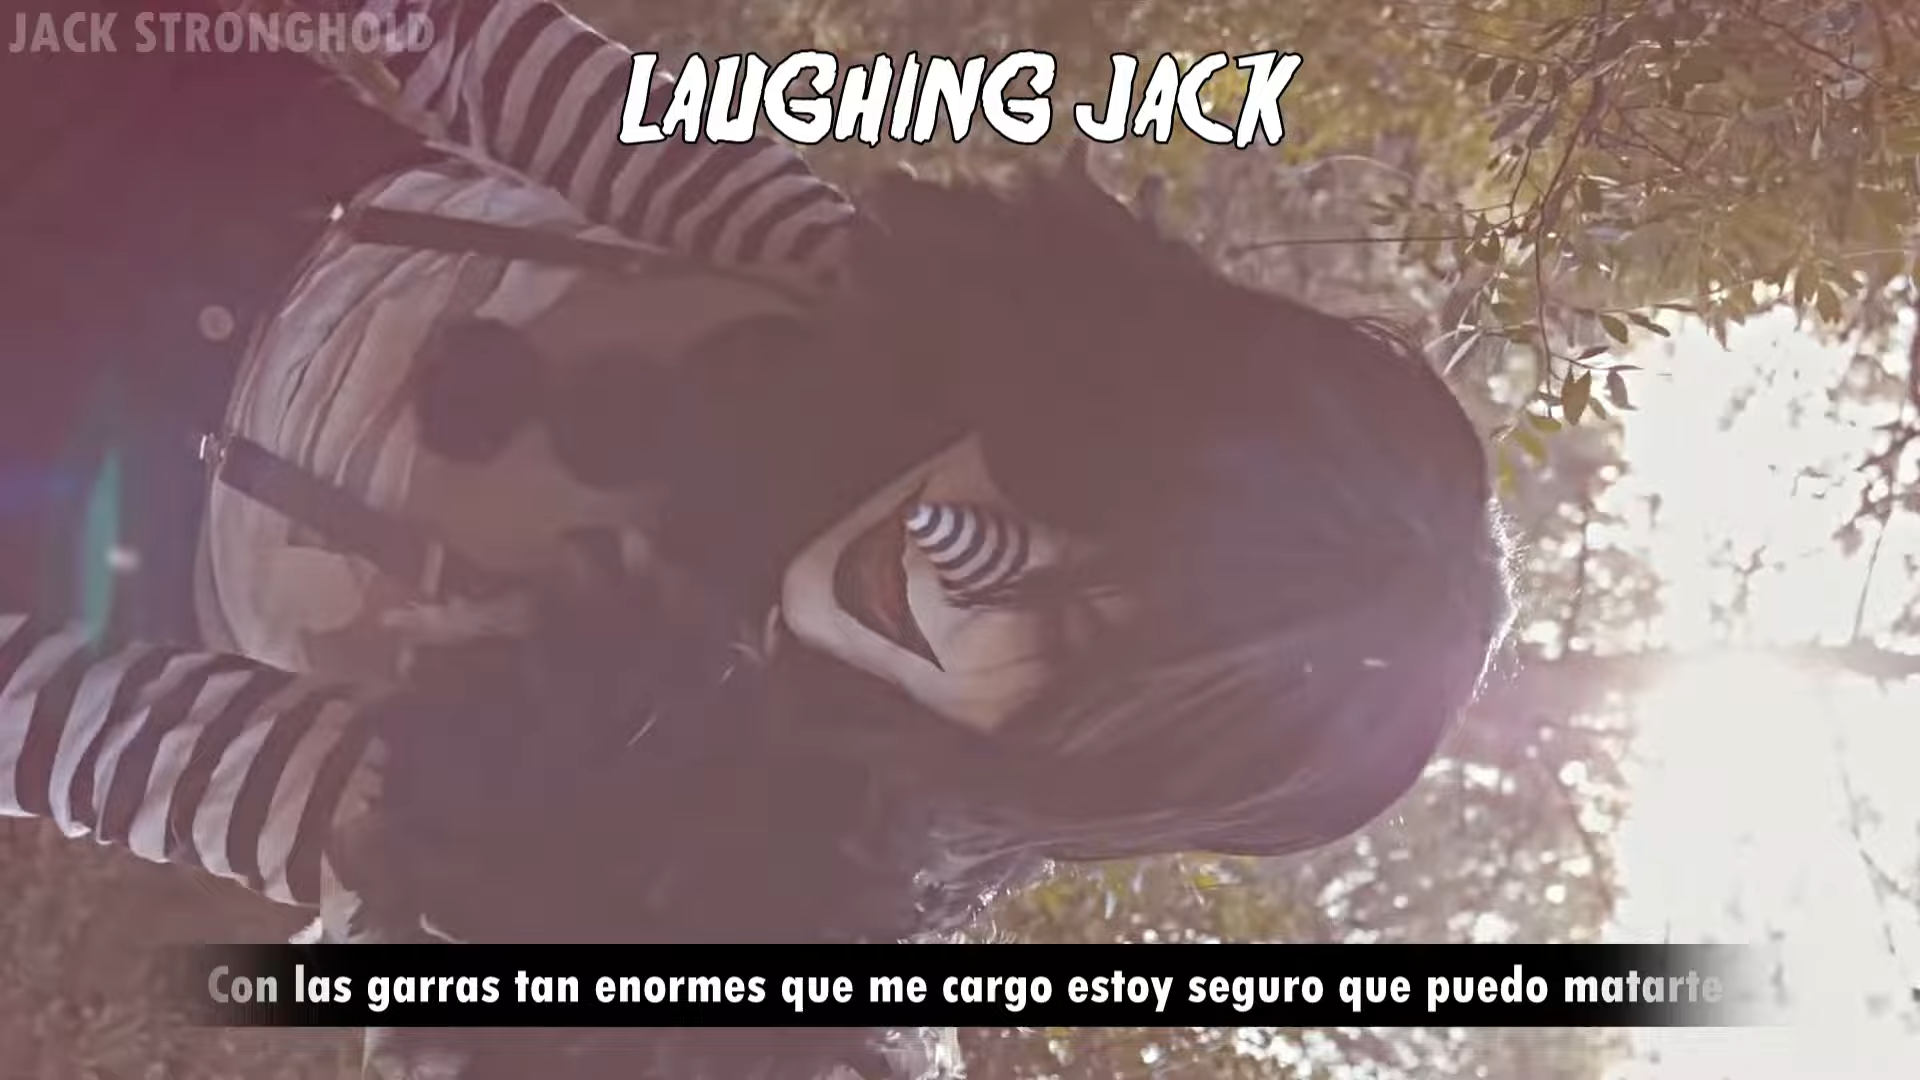 JACK STRONGHOLD
LAUGHING JACK
Con las garras tan enormes que me cargo estoy seguro que puedo matarte